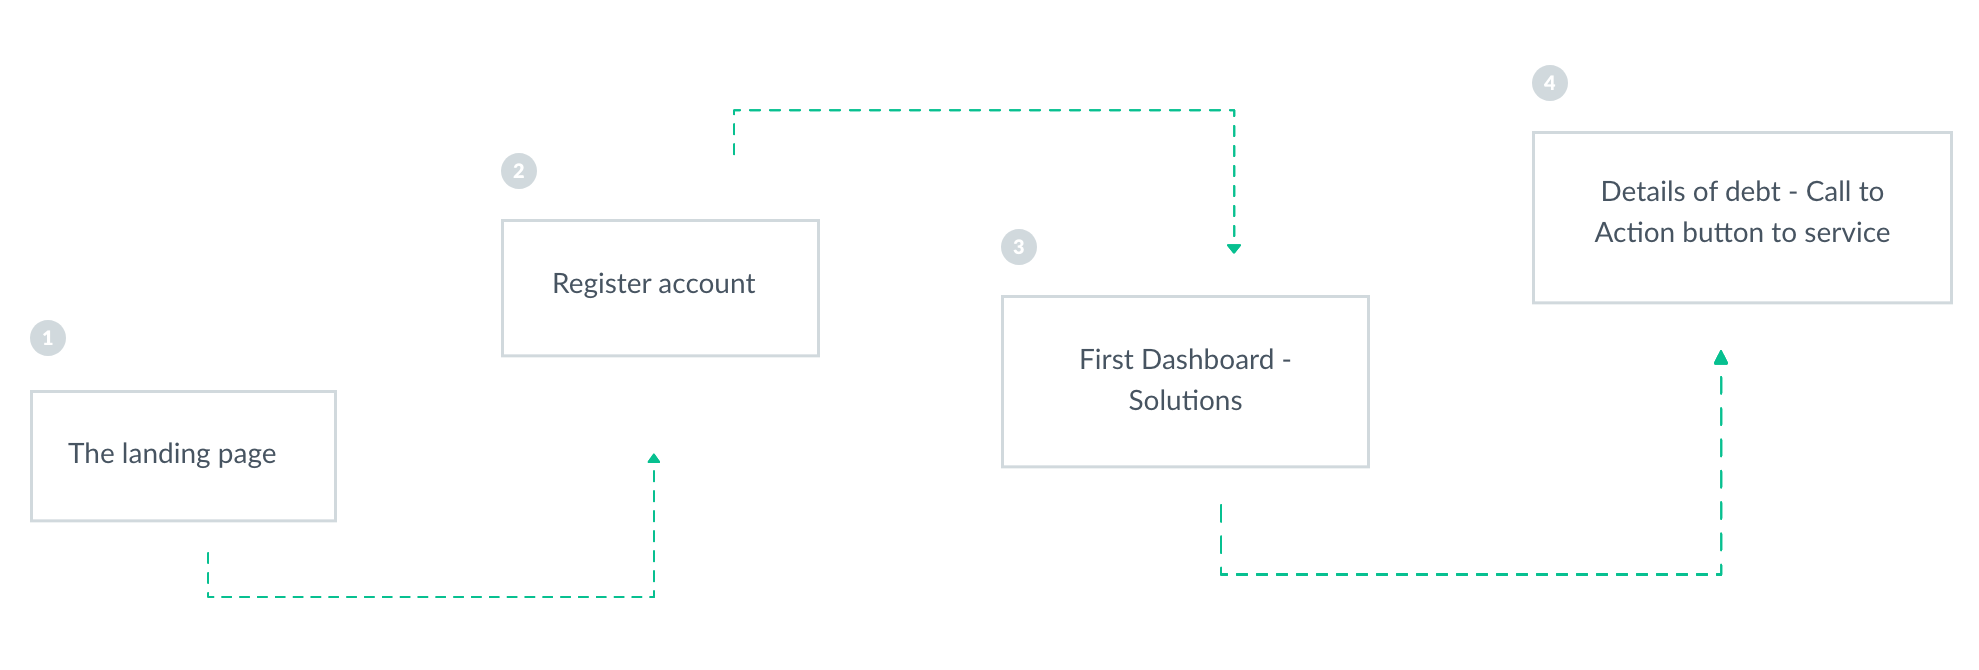 1
The landing page
2
Register account
3
First Dashboard -
Solutions
4
Details of debt - Call to
Action button to service